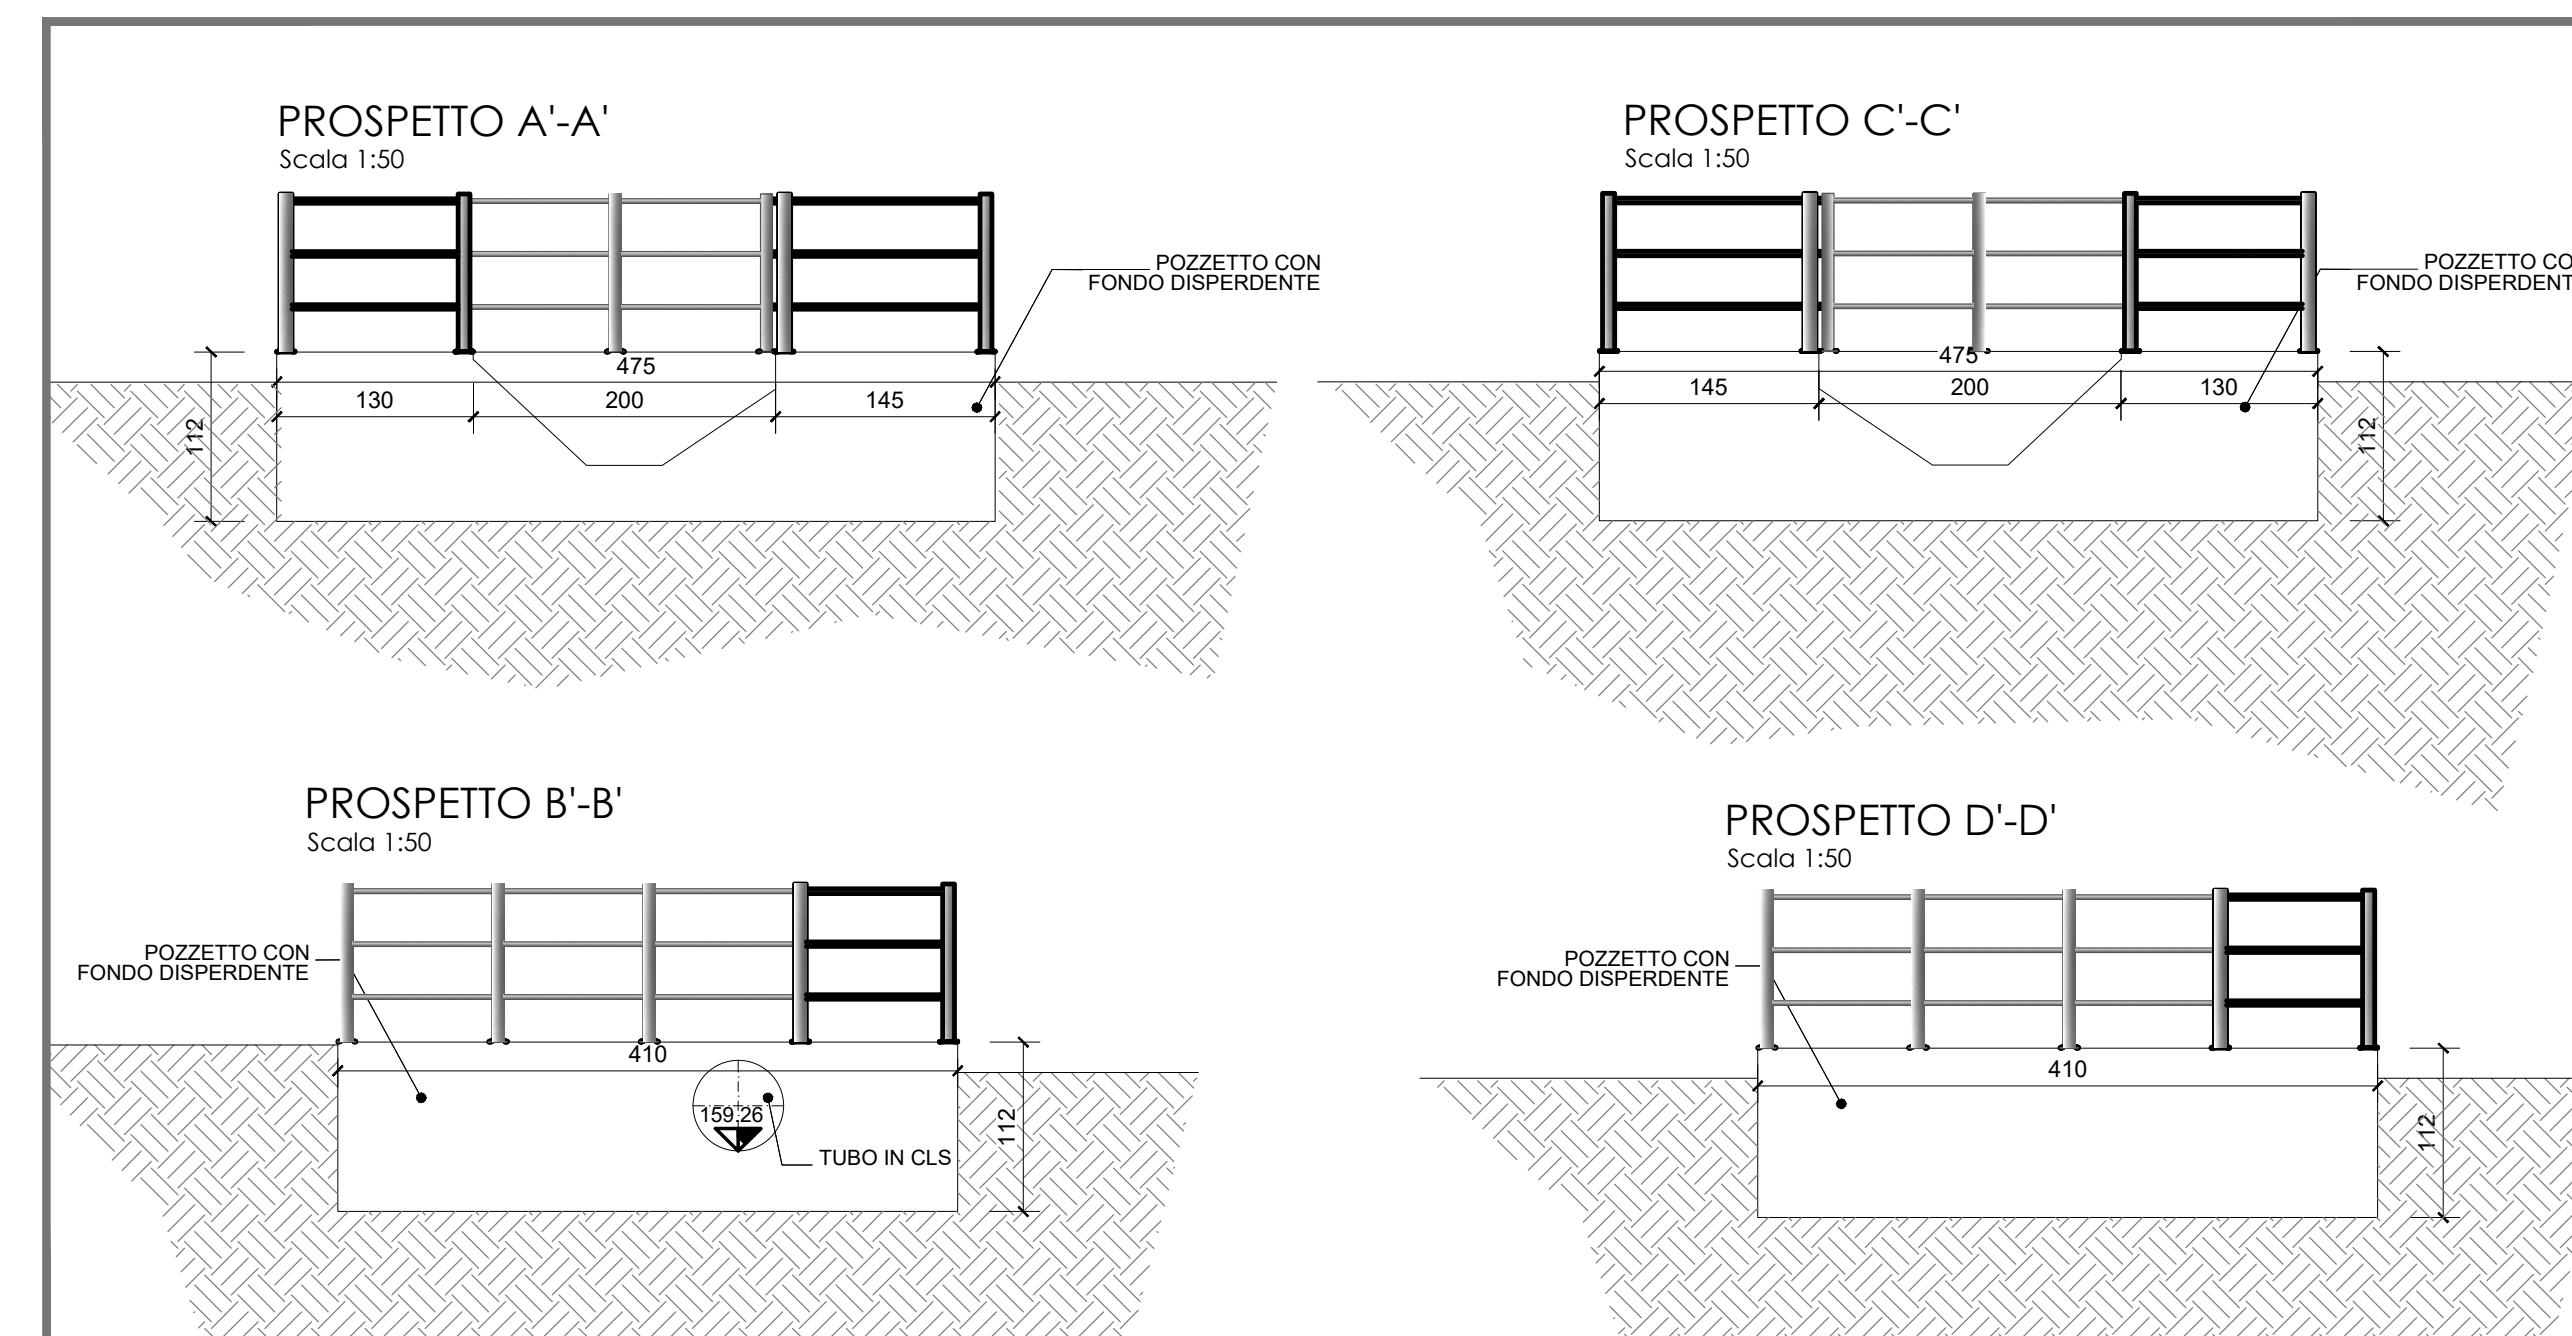 PROSPETTO A'-A'
Scala 1:50
POZZETTO CON
FONDO DISPERDENTE
475
130
200
145
112
PROSPETTO C'-C'
Scala 1:50
POZZETTO CO
FONDO DISPERDENT
475
145
200
130
112
PROSPETTO B'-B'
Scala 1:50
POZZETTO CON
FONDO DISPERDENTE
410
159.26
112
TUBO IN CLS
PROSPETTO D'-D'
Scala 1:50
POZZETTO CON
FONDO DISPERDENTE
410
112